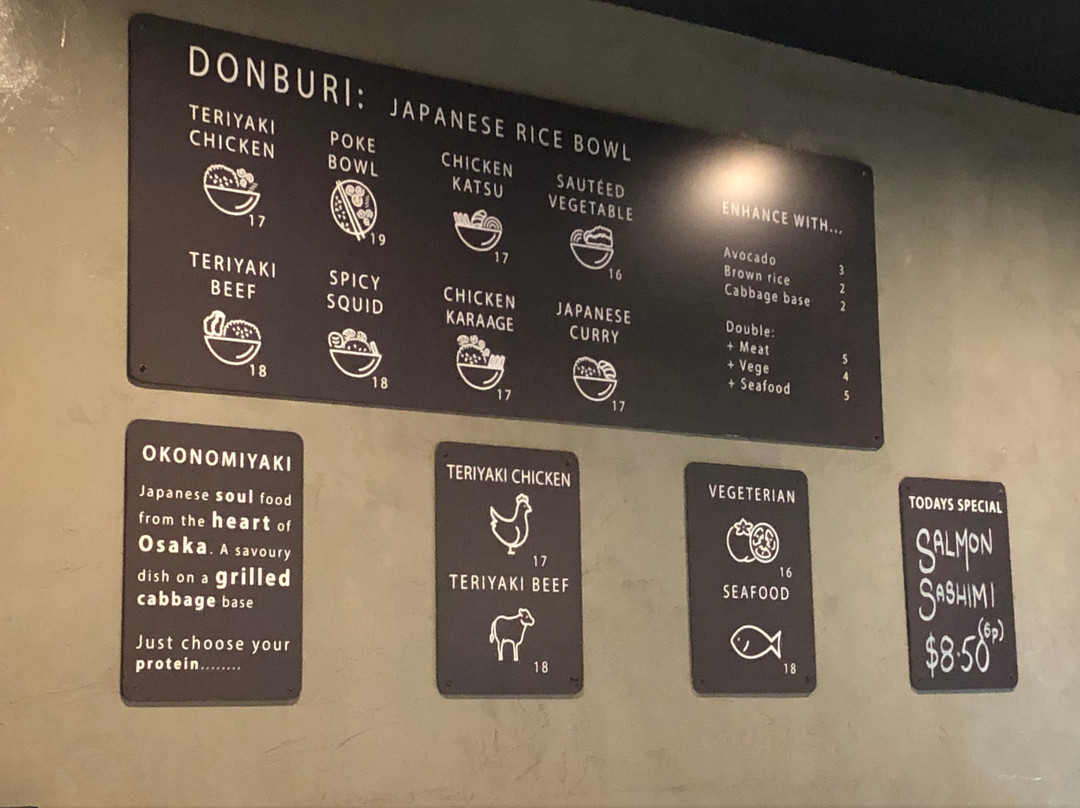 DONBURI: JAPANESE RICE BOWL
TERIYAKI
CHICKEN
17
POKE
BOWL
19
CHICKEN
KATSU
17
SAUTÉED
VEGETABLE
16
TERIYAKI
BEEF
18
SPICY
SQUID
18
CHICKEN
KARAAGE
17
JAPANESE
CURRY
17
ENHANCE WITH...
Avocado 3
Brown rice 2
Cabbage base 2
Double:
+ Meat 5
+ Vege 4
+ Seafood 5
OKONOMIYAKI
Japanese soul food
from the heart of
Osaka. A savoury
dish on a grilled
cabbage base
Just choose your
protein........
TERIYAKI CHICKEN
17
TERIYAKI BEEF
18
VEGETERIAN
16
SEAFOOD
18
TODAYS SPECIAL
SALMON
SASHIMI
(6p)
$8.50